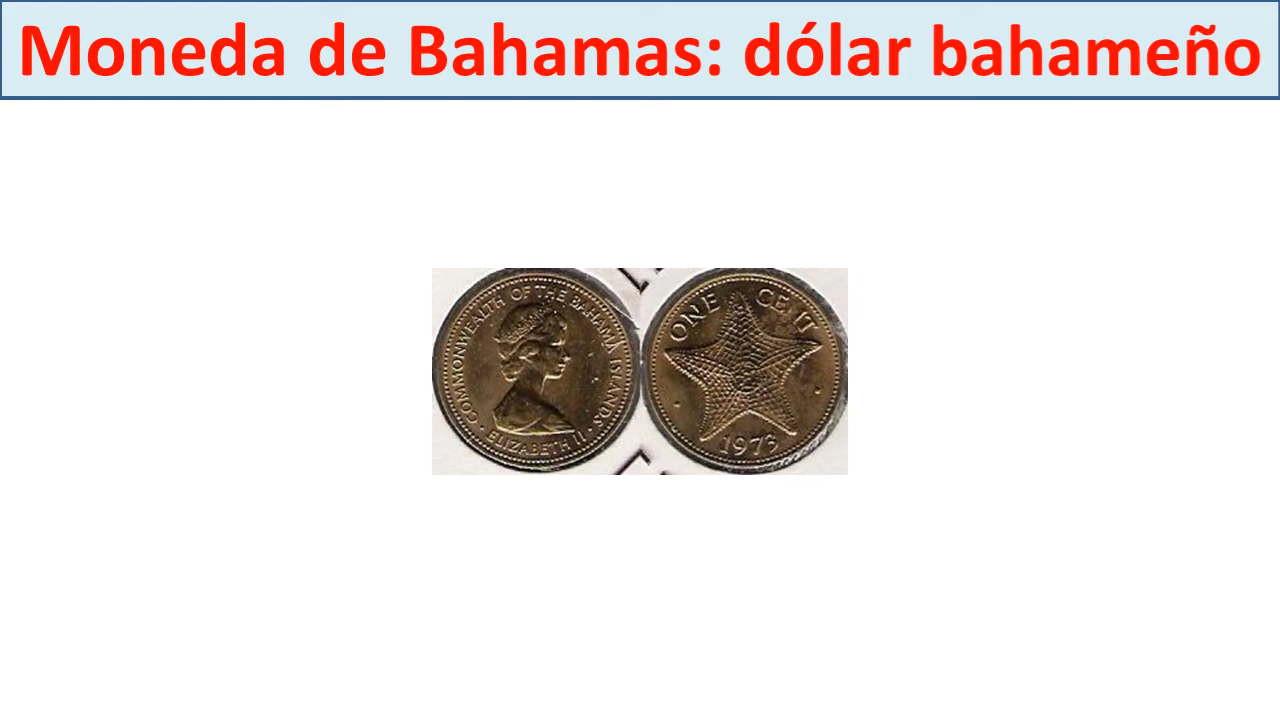 Moneda de Bahamas: dólar bahameño
COMMONWEALTH OF THE BAHAMA ISLANDS
· ELIZABETH II ·
ONE CENT
1973